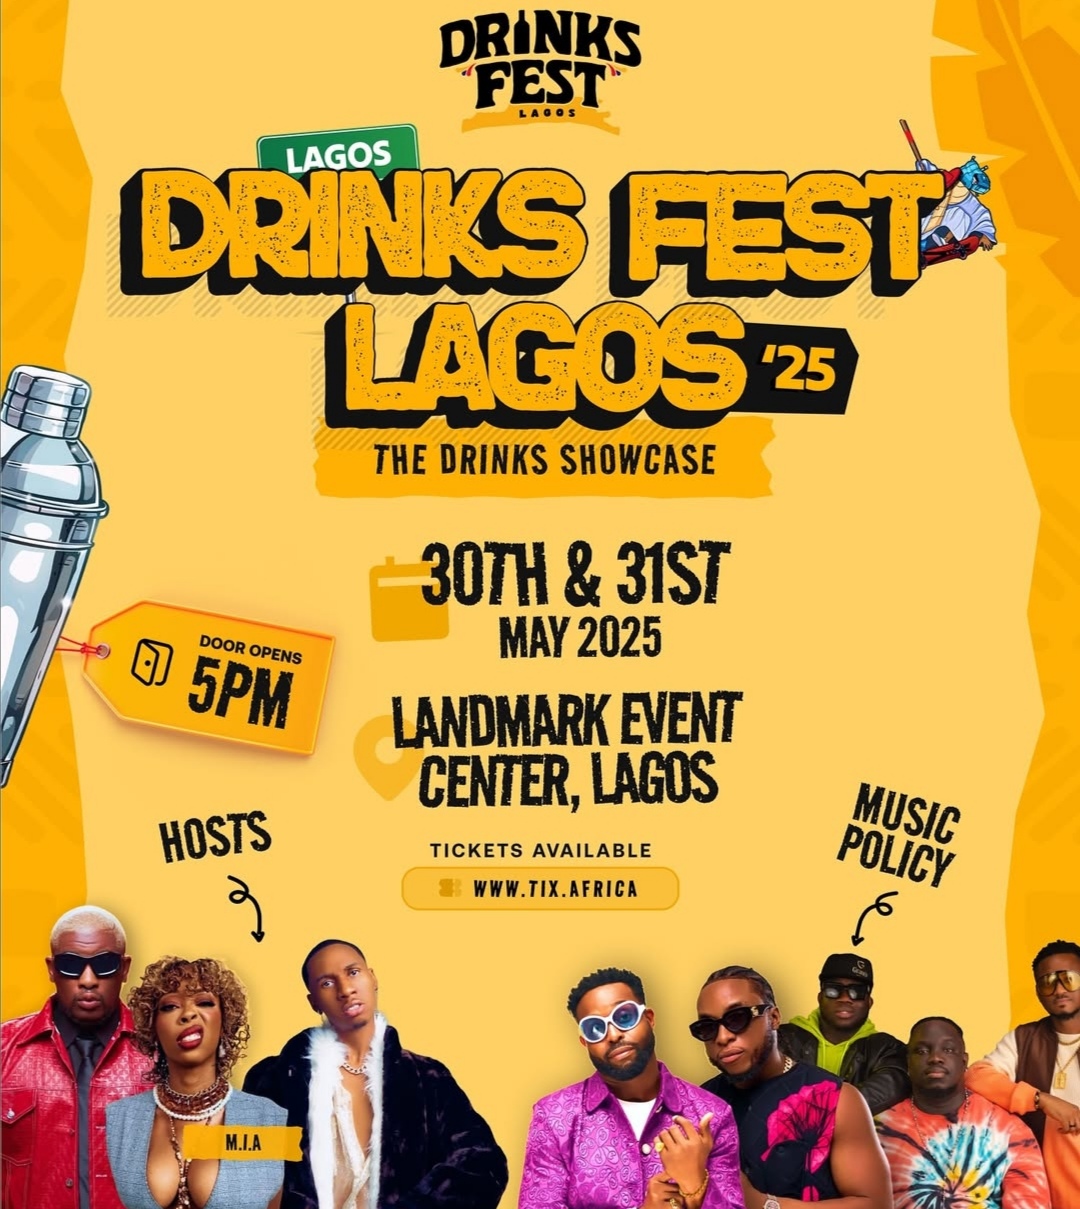 DRINKS
FEST
LAGOS
LAGOS
DRINKS FEST
LAGOS '25
THE DRINKS SHOWCASE
30TH & 31ST
MAY 2025
DOOR OPENS
5PM
LANDMARK EVENT
CENTER, LAGOS
HOSTS
MUSIC
POLICY
TICKETS AVAILABLE
WWW.TIX.AFRICA
M.I.A